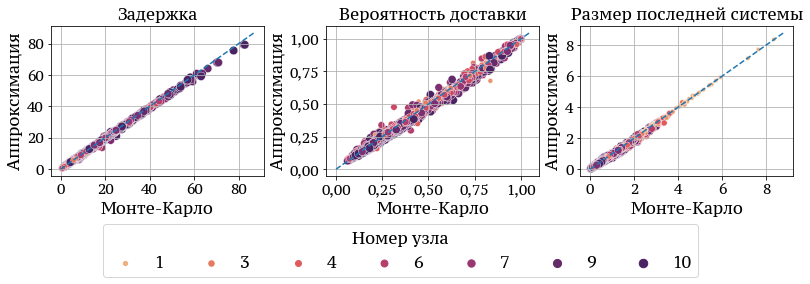 Задержка
Аппроксимация
80
60
40
20
0
0 20 40 60 80
Монте-Карло
Вероятность доставки
Аппроксимация
1,00
0,75
0,50
0,25
0,00
0,00 0,25 0,50 0,75 1,00
Монте-Карло
Размер последней системы
Аппроксимация
8
6
4
2
0
0 2 4 6 8
Монте-Карло
Номер узла
1 3 4 6 7 9 10